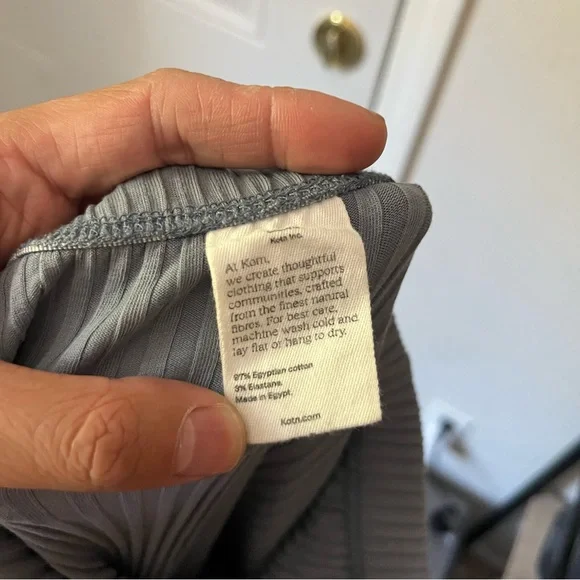 Kotn Inc.
At Kotn,
we create thoughtful
clothing that supports
communities, crafted
from the finest natural
fibres. For best care,
machine wash cold and
lay flat or hang to dry.
97% Egyptian cotton
3% Elastane.
Made in Egypt.
Kotn.com